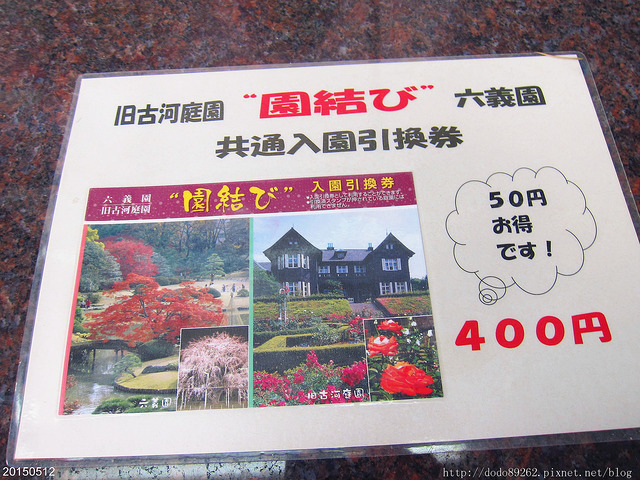 旧古河庭園 “園結び” 六義園
共通入園引換券
六義園
旧古河庭園
“園結び”
入園引換券
50円
お得
です！
400円
六義園
旧古河庭園
20150512
http://dodo89262.pixnet.net/blog